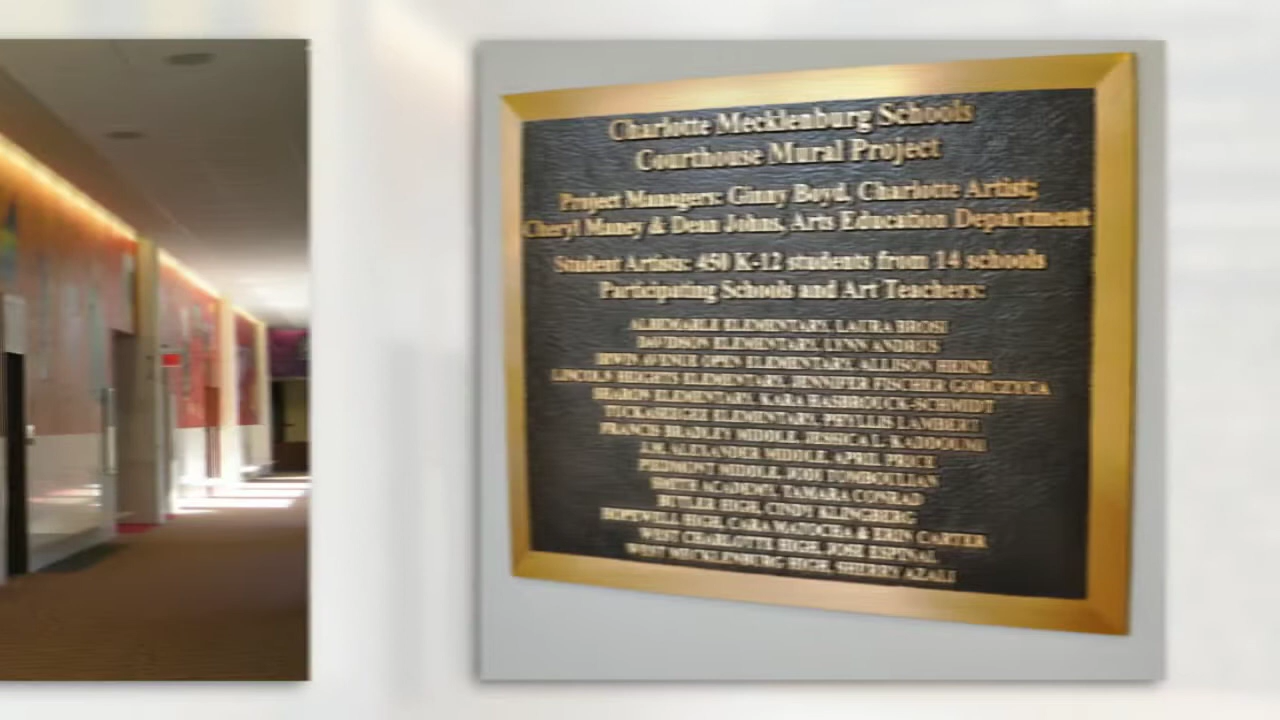 Charlotte Mecklenburg Schools
Courthouse Mural Project
Project Managers: Ginny Boyd, Charlotte Artist;
Cheryl Maney & Dean Johns, Arts Education Department
Student Artists: 450 K-12 students from 14 schools
Participating Schools and Art Teachers:
ALBEMARLE ELEMENTARY, LAURA BROSI
DAVIDSON ELEMENTARY, LYNN ANDRUS
IRWIN AVENUE OPEN ELEMENTARY, ALLISON HEINE
LINCOLN HEIGHTS ELEMENTARY, JENNIFER FISCHER GORCZYCA
SHARON ELEMENTARY, KARA HASBROUCK-SCHMIDT
TUCKASEEGEE ELEMENTARY, PHYLLIS LAMBERT
FRANCIS BRADLEY MIDDLE, JESSICA L. KADDOUMI
J.M. ALEXANDER MIDDLE, APRIL PRICE
PIEDMONT MIDDLE, JODI TOMBOULIAN
ACADEMY, TAMARA CONRAD
BUTLER HIGH, CINDY KLINGBERG
HOPEWELL HIGH, CARA & ERIN CARTER
WEST CHARLOTTE HIGH, JOSE ESPINAL
WEST MECKLENBURG HIGH, SHERRY AZALI